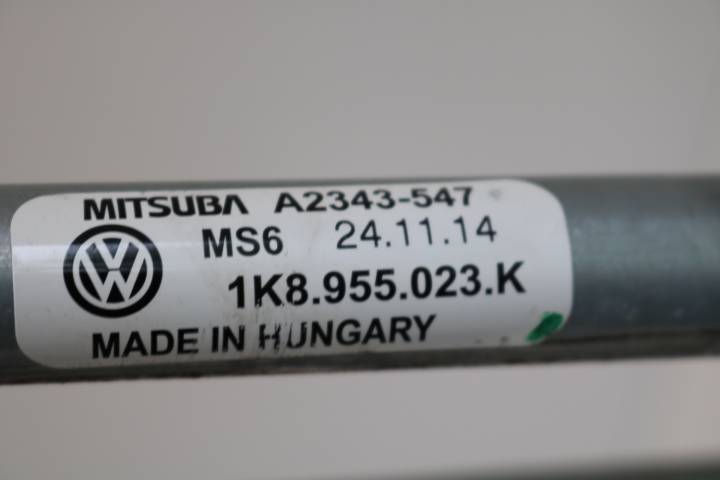 MITSUBA A2343-547
MS6 24.11.14
1K8.955.023.K
MADE IN HUNGARY